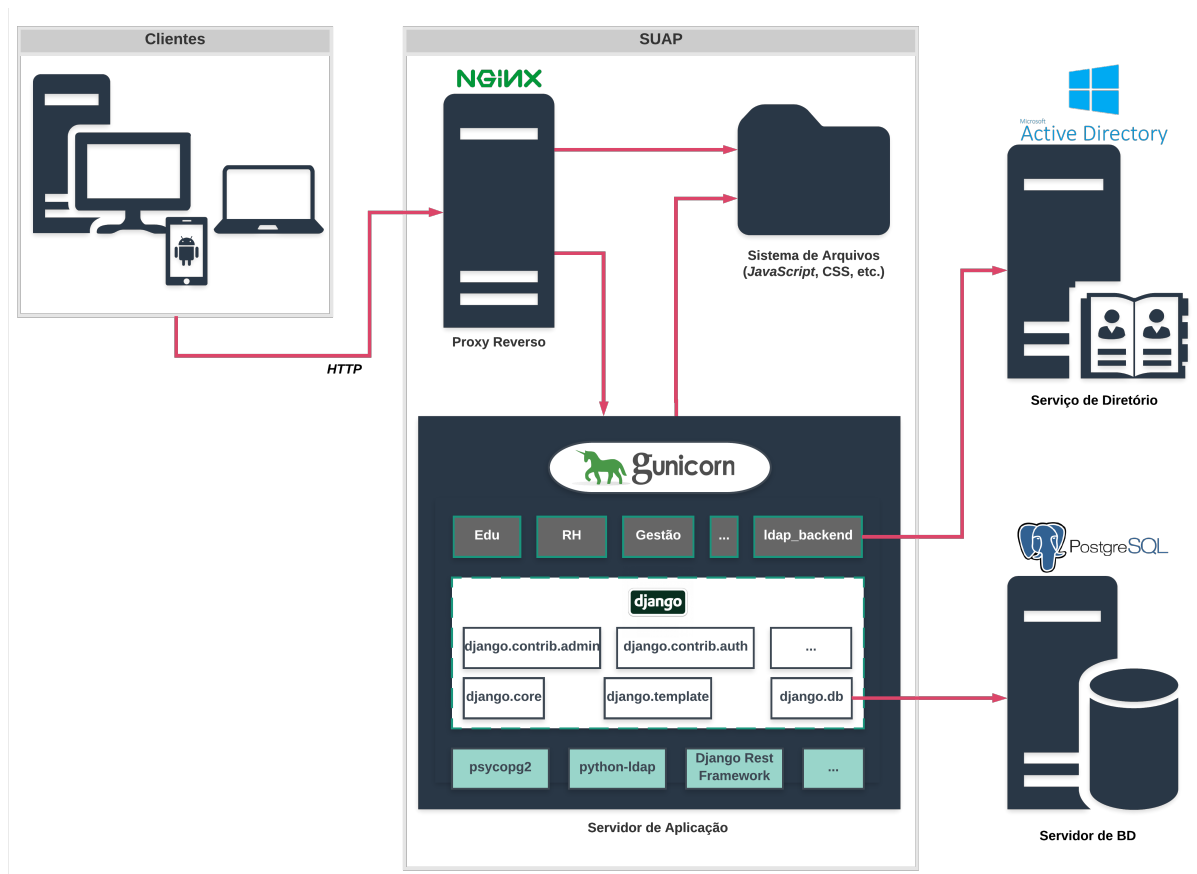 Clientes
SUAP
NGINX
Microsoft
Active Directory
Sistema de Arquivos
(JavaScript, CSS, etc.)
Proxy Reverso
HTTP
Serviço de Diretório
gunicorn
Edu
RH
Gestão
...
ldap_backend
PostgreSQL
django
django.contrib.admin
django.contrib.auth
...
django.core
django.template
django.db
psycopg2
python-ldap
Django Rest
Framework
...
Servidor de Aplicação
Servidor de BD